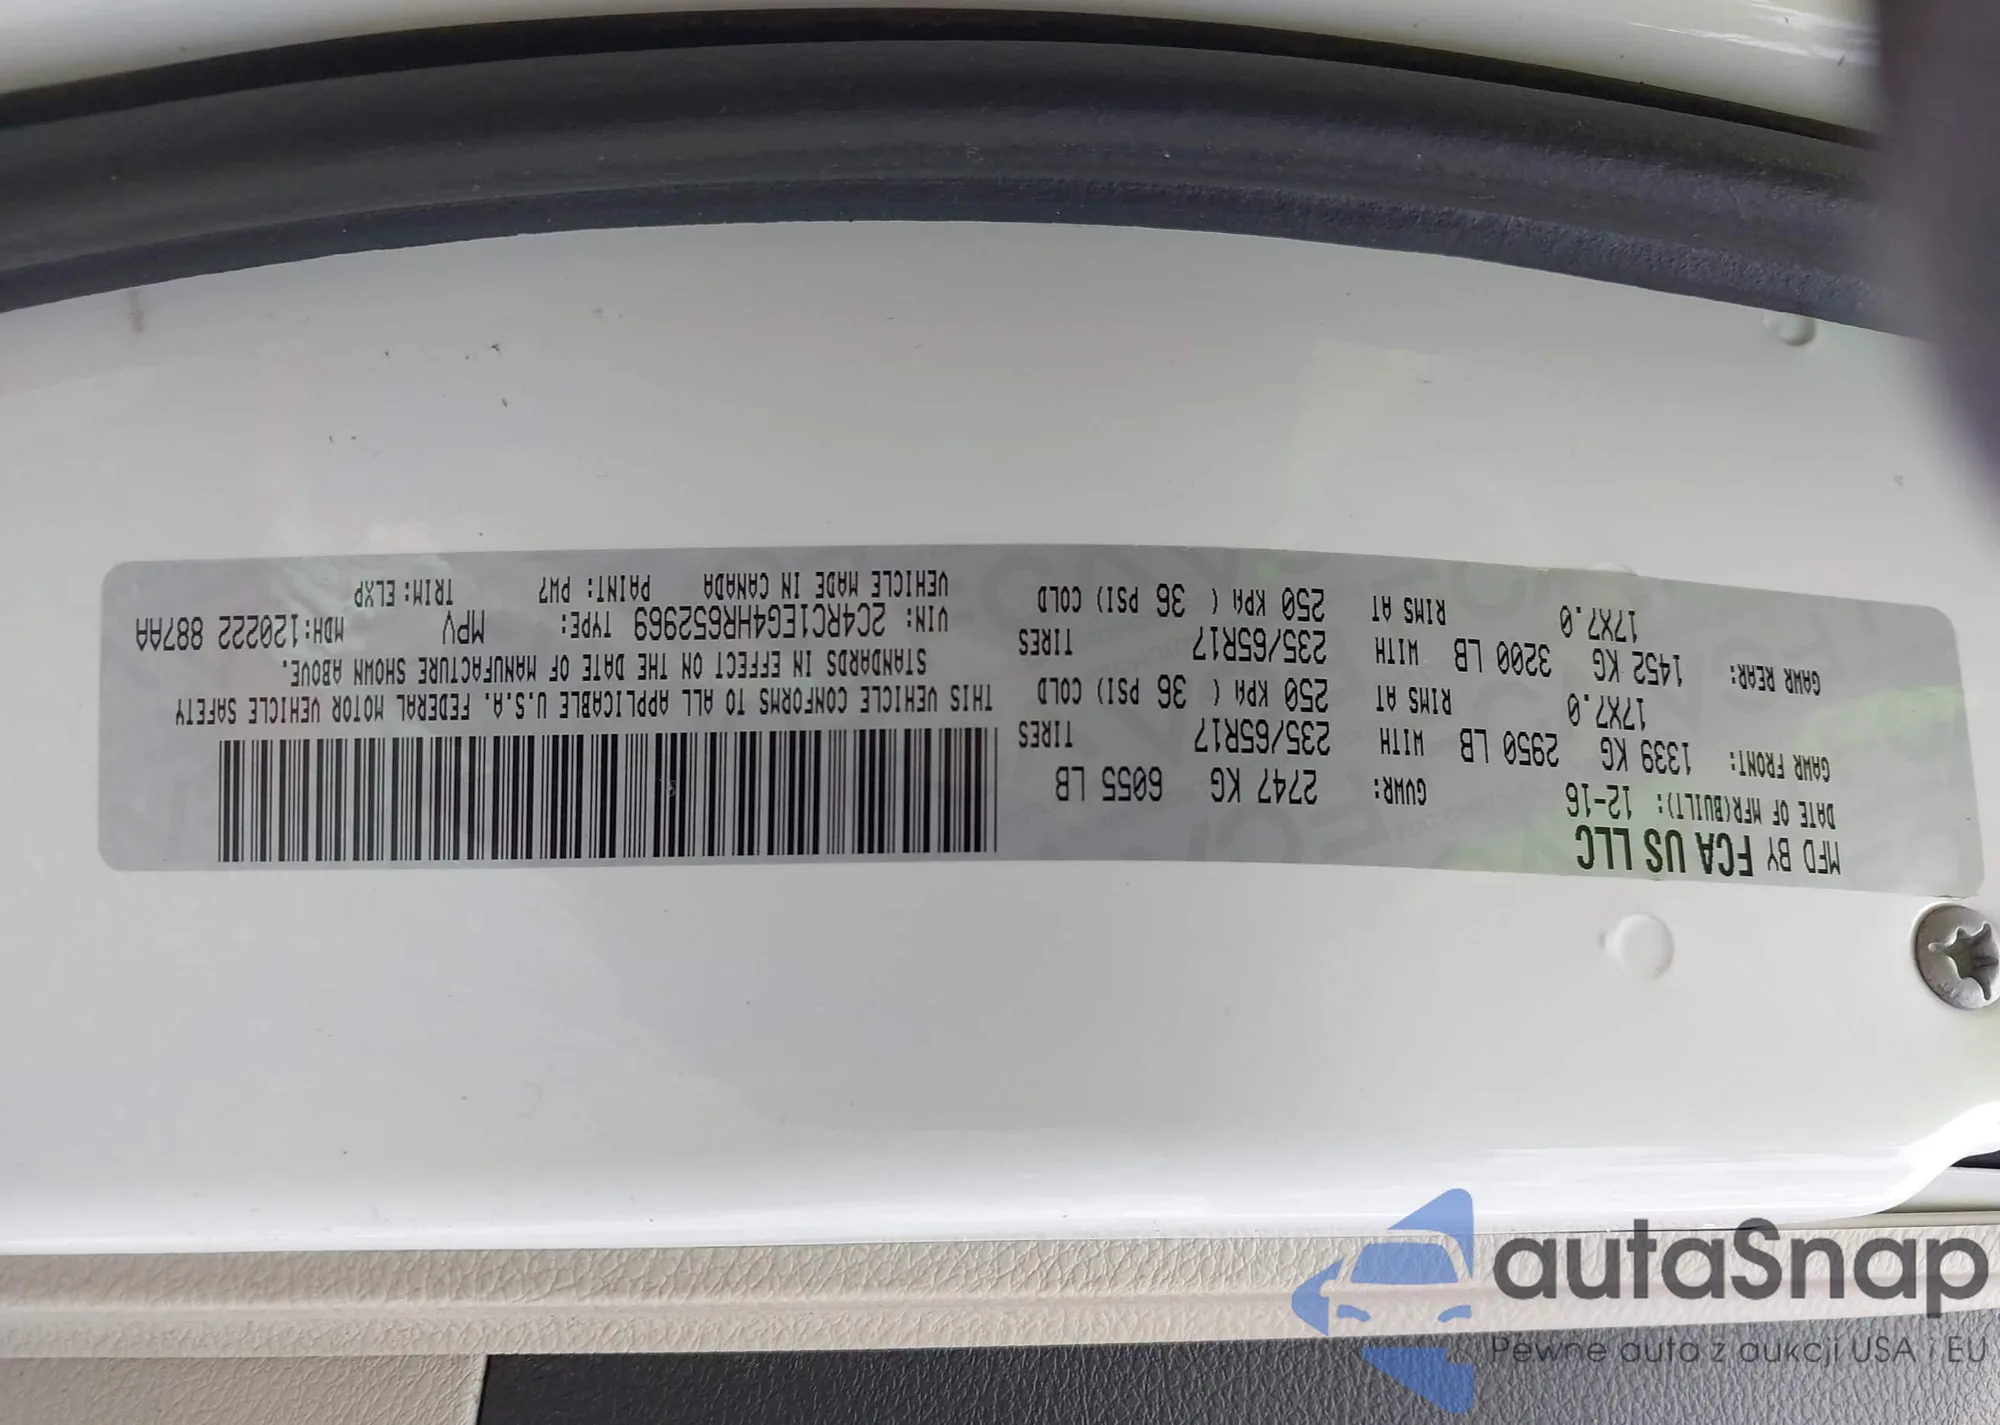 MFD BY FCA US LLC
DATE OF MFR(BUILT): 12-16 GVWR: 2747 KG 6055 LB
GAWR FRONT: 1339 KG 2950 LB WITH 235/65R17 TIRES
17X7.0 RIMS AT 250 KPA ( 36 PSI) COLD
GAWR REAR: 1452 KG 3200 LB WITH 235/65R17 TIRES
17X7.0 RIMS AT 250 KPA ( 36 PSI) COLD
THIS VEHICLE CONFORMS TO ALL APPLICABLE U.S.A. FEDERAL MOTOR VEHICLE SAFETY
STANDARDS IN EFFECT ON THE DATE OF MANUFACTURE SHOWN ABOVE.
VIN: 2C4RC1EG4HR652969 TYPE: MPV MDH:120222 887AA
VEHICLE MADE IN CANADA PAINT: PW7 TRIM: ELXP
autaSnap
Pewne auta z aukcji USA i EU